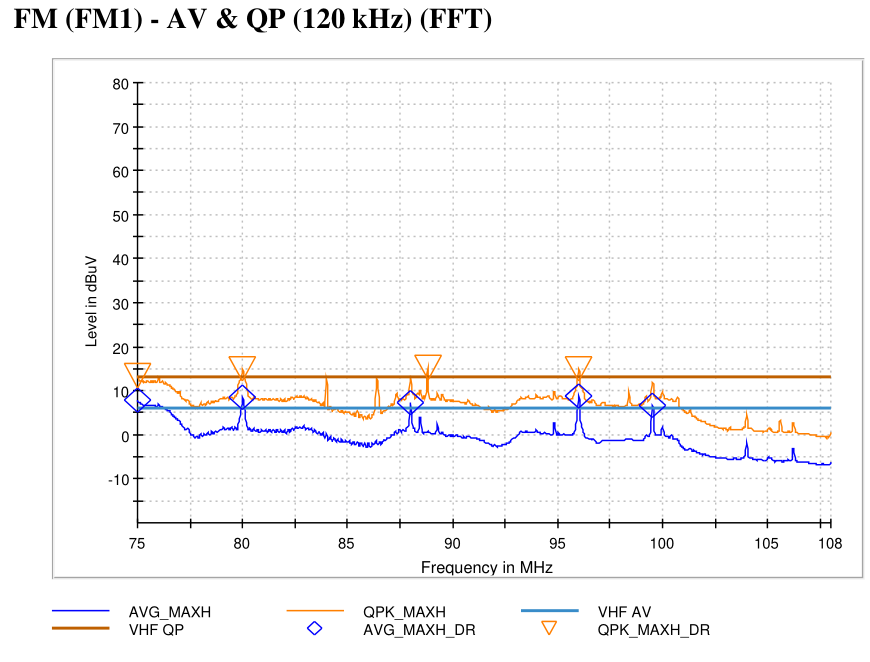 FM (FM1) - AV & QP (120 kHz) (FFT)
80
70
60
50
40
30
20
10
0
-10
Level in dBuV
75 80 85 90 95 100 105 108
Frequency in MHz
AVG_MAXH QPK_MAXH VHF AV
VHF QP AVG_MAXH_DR QPK_MAXH_DR